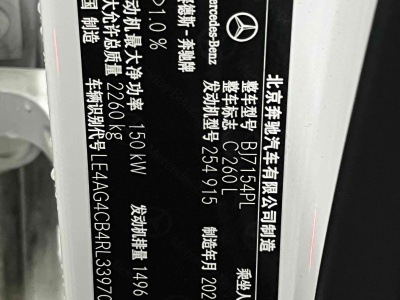 北京奔驰汽车有限公司制造
Mercedes-Benz
梅德斯-奔驰牌
整车型号 BJ7154PL
整车标志 C 260 L
发动机型号 254 915
制造年月 202
乘坐人
1.0 %
动机最大净功率 150 kW
发动机排量 1496
大允许总质量 2260 kg
车辆识别代号 LE4AG4CB4RL33970
国 制造